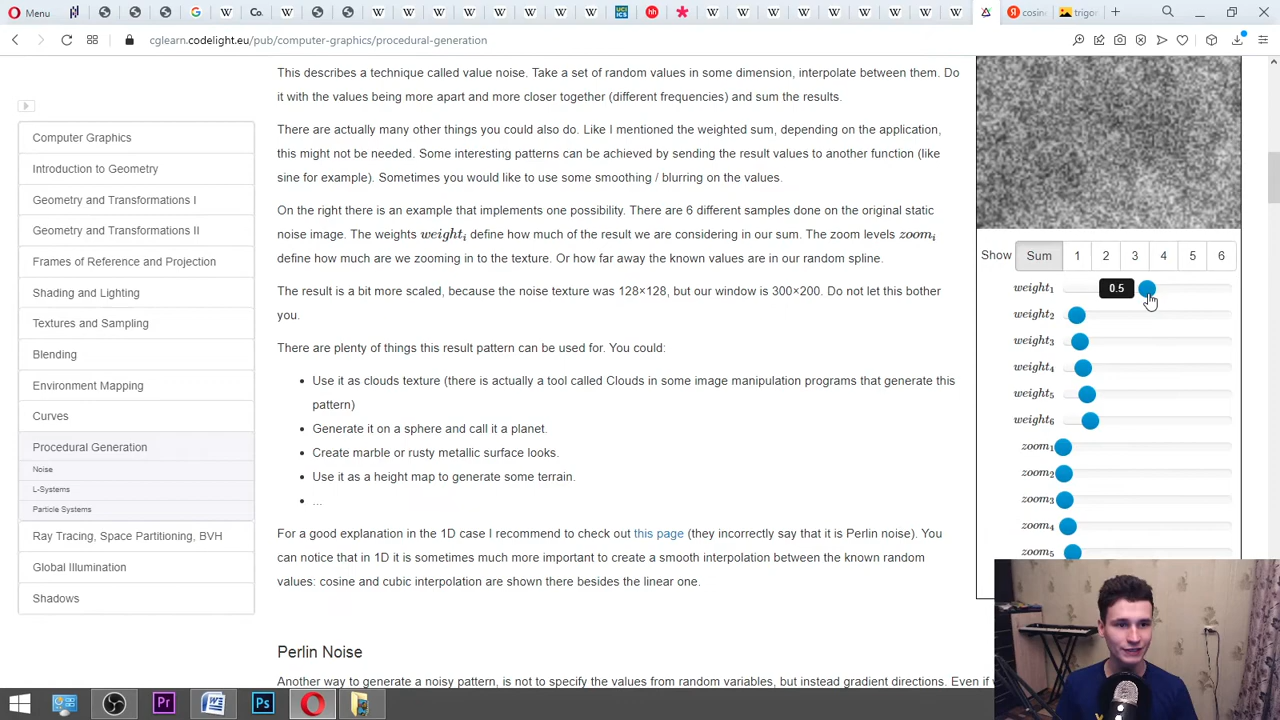 Menu
Co.
cosine
trigor
cglearn.codelight.eu/pub/computer-graphics/procedural-generation
Computer Graphics
Introduction to Geometry
Geometry and Transformations I
Geometry and Transformations II
Frames of Reference and Projection
Shading and Lighting
Textures and Sampling
Blending
Environment Mapping
Curves
Procedural Generation
Noise
L-Systems
Particle Systems
Ray Tracing, Space Partitioning, BVH
Global Illumination
Shadows
This describes a technique called value noise. Take a set of random values in some dimension, interpolate between them. Do
it with the values being more apart and more closer together (different frequencies) and sum the results.
There are actually many other things you could also do. Like I mentioned the weighted sum, depending on the application,
this might not be needed. Some interesting patterns can be achieved by sending the result values to another function (like
sine for example). Sometimes you would like to use some smoothing / blurring on the values.
On the right there is an example that implements one possibility. There are 6 different samples done on the original static
noise image. The weights weightᵢ define how much of the result we are considering in our sum. The zoom levels zoomᵢ
define how much are we zooming in to the texture. Or how far away the known values are in our random spline.
The result is a bit more scaled, because the noise texture was 128×128, but our window is 300×200. Do not let this bother
you.
There are plenty of things this result pattern can be used for. You could:
• Use it as clouds texture (there is actually a tool called Clouds in some image manipulation programs that generate this
pattern)
• Generate it on a sphere and call it a planet.
• Create marble or rusty metallic surface looks.
• Use it as a height map to generate some terrain.
• ...
For a good explanation in the 1D case I recommend to check out this page (they incorrectly say that it is Perlin noise). You
can notice that in 1D it is sometimes much more important to create a smooth interpolation between the known random
values: cosine and cubic interpolation are shown there besides the linear one.
Perlin Noise
Another way to generate a noisy pattern, is not to specify the values from random variables, but instead gradient directions. Even if
Show Sum 1 2 3 4 5 6
weight₁ 0.5
weight₂
weight₃
weight₄
weight₅
weight₆
zoom₁
zoom₂
zoom₃
zoom₄
zoom₅